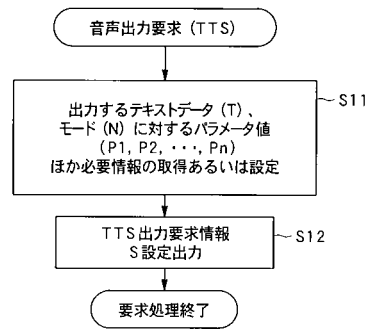 音声出力要求（TTS）
出力するテキストデータ（T）、
モード（N）に対するパラメータ値
（P1, P2, ・・・, Pn）
ほか必要情報の取得あるいは設定
S11
TTS出力要求情報
S設定出力
S12
要求処理終了